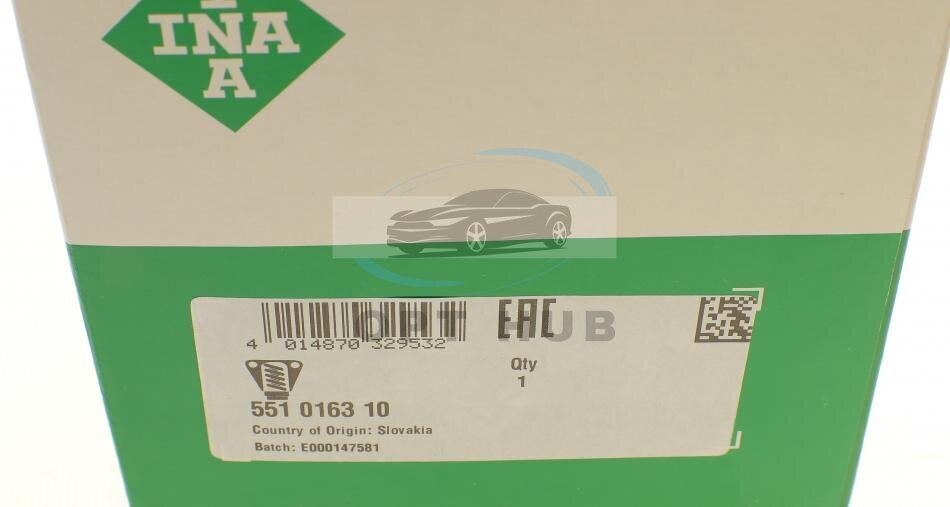 INA
A
4 014870 329532
EAC
OPT HUB
Qty
1
551 0163 10
Country of Origin: Slovakia
Batch: E000147581